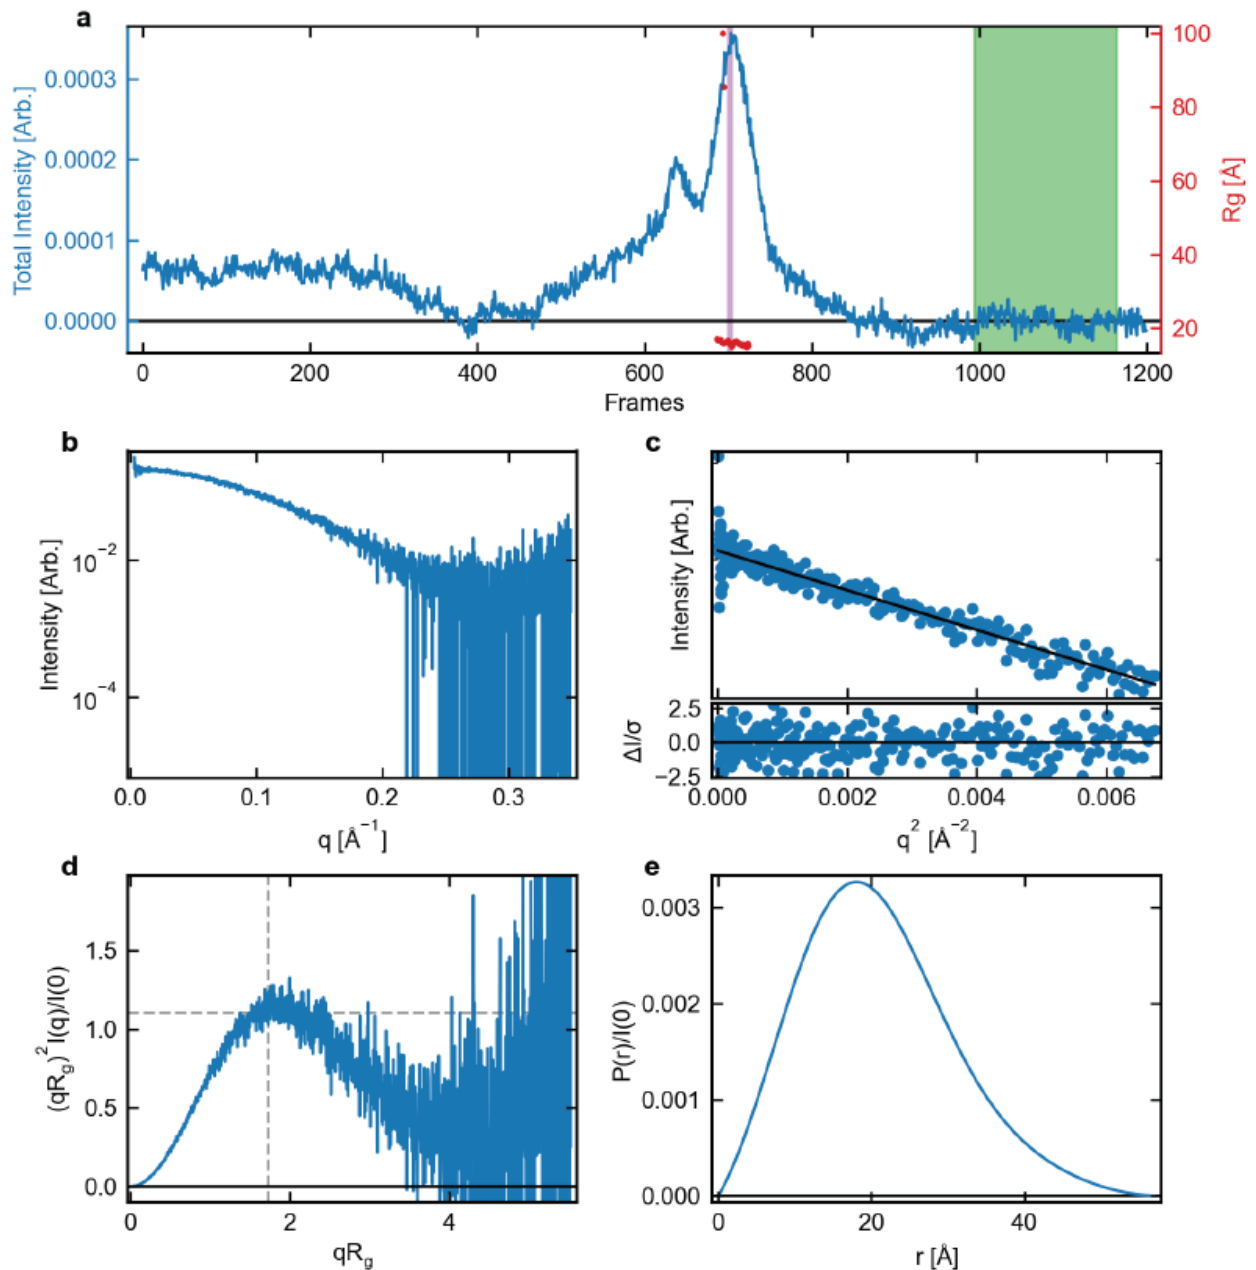 a
Total Intensity [Arb.]
0.0003
0.0002
0.0001
0.0000
100
80
60
40
20
Rg [Å]
0 200 400 600 800 1000 1200
Frames
b
Intensity [Arb.]
10⁻²
10⁻⁴
0.0 0.1 0.2 0.3
q [Å⁻¹]
c
Intensity [Arb.]
ΔI/σ
2.5
0.0
−2.5
0.000 0.002 0.004 0.006
q² [Å⁻²]
d
(qR_g)² I(q)/I(0)
1.5
1.0
0.5
0.0
0 2 4
qR_g
e
P(r)/I(0)
0.003
0.002
0.001
0.000
0 20 40
r [Å]